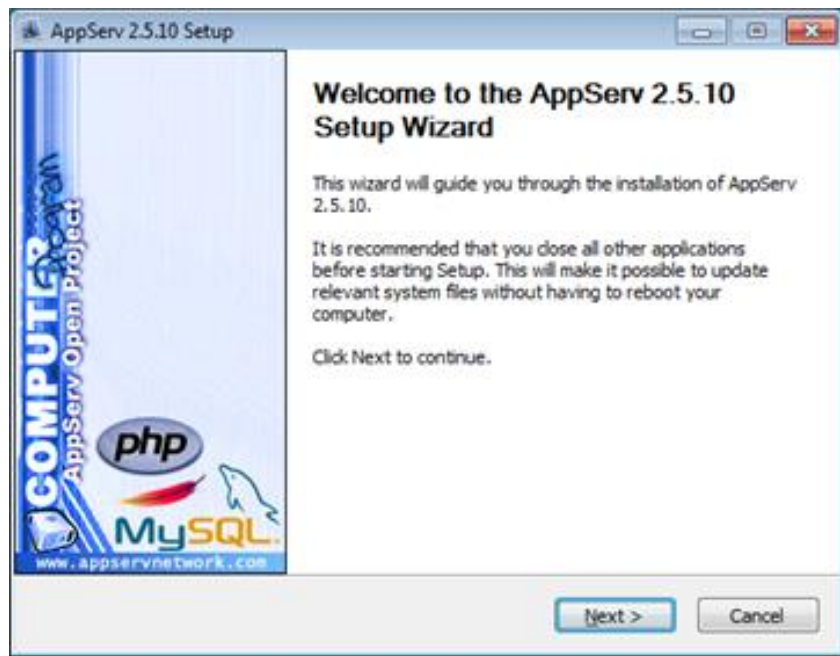 AppServ 2.5.10 Setup
Welcome to the AppServ 2.5.10
Setup Wizard
This wizard will guide you through the installation of AppServ
2.5.10.
It is recommended that you close all other applications
before starting Setup. This will make it possible to update
relevant system files without having to reboot your
computer.
Click Next to continue.
COMPUTER
Program
AppServ Open Project
php
MySQL.
www.appservnetwork.com
Next >
Cancel